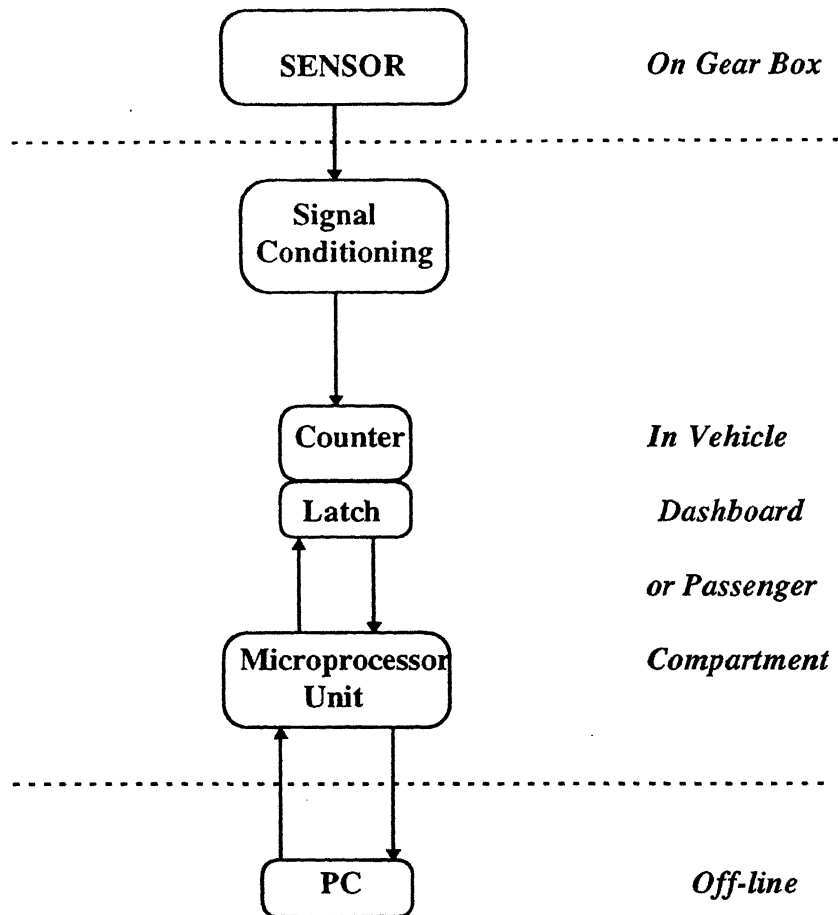 SENSOR
On Gear Box
Signal
Conditioning
Counter
In Vehicle
Latch
Dashboard
or Passenger
Microprocessor
Unit
Compartment
PC
Off-line